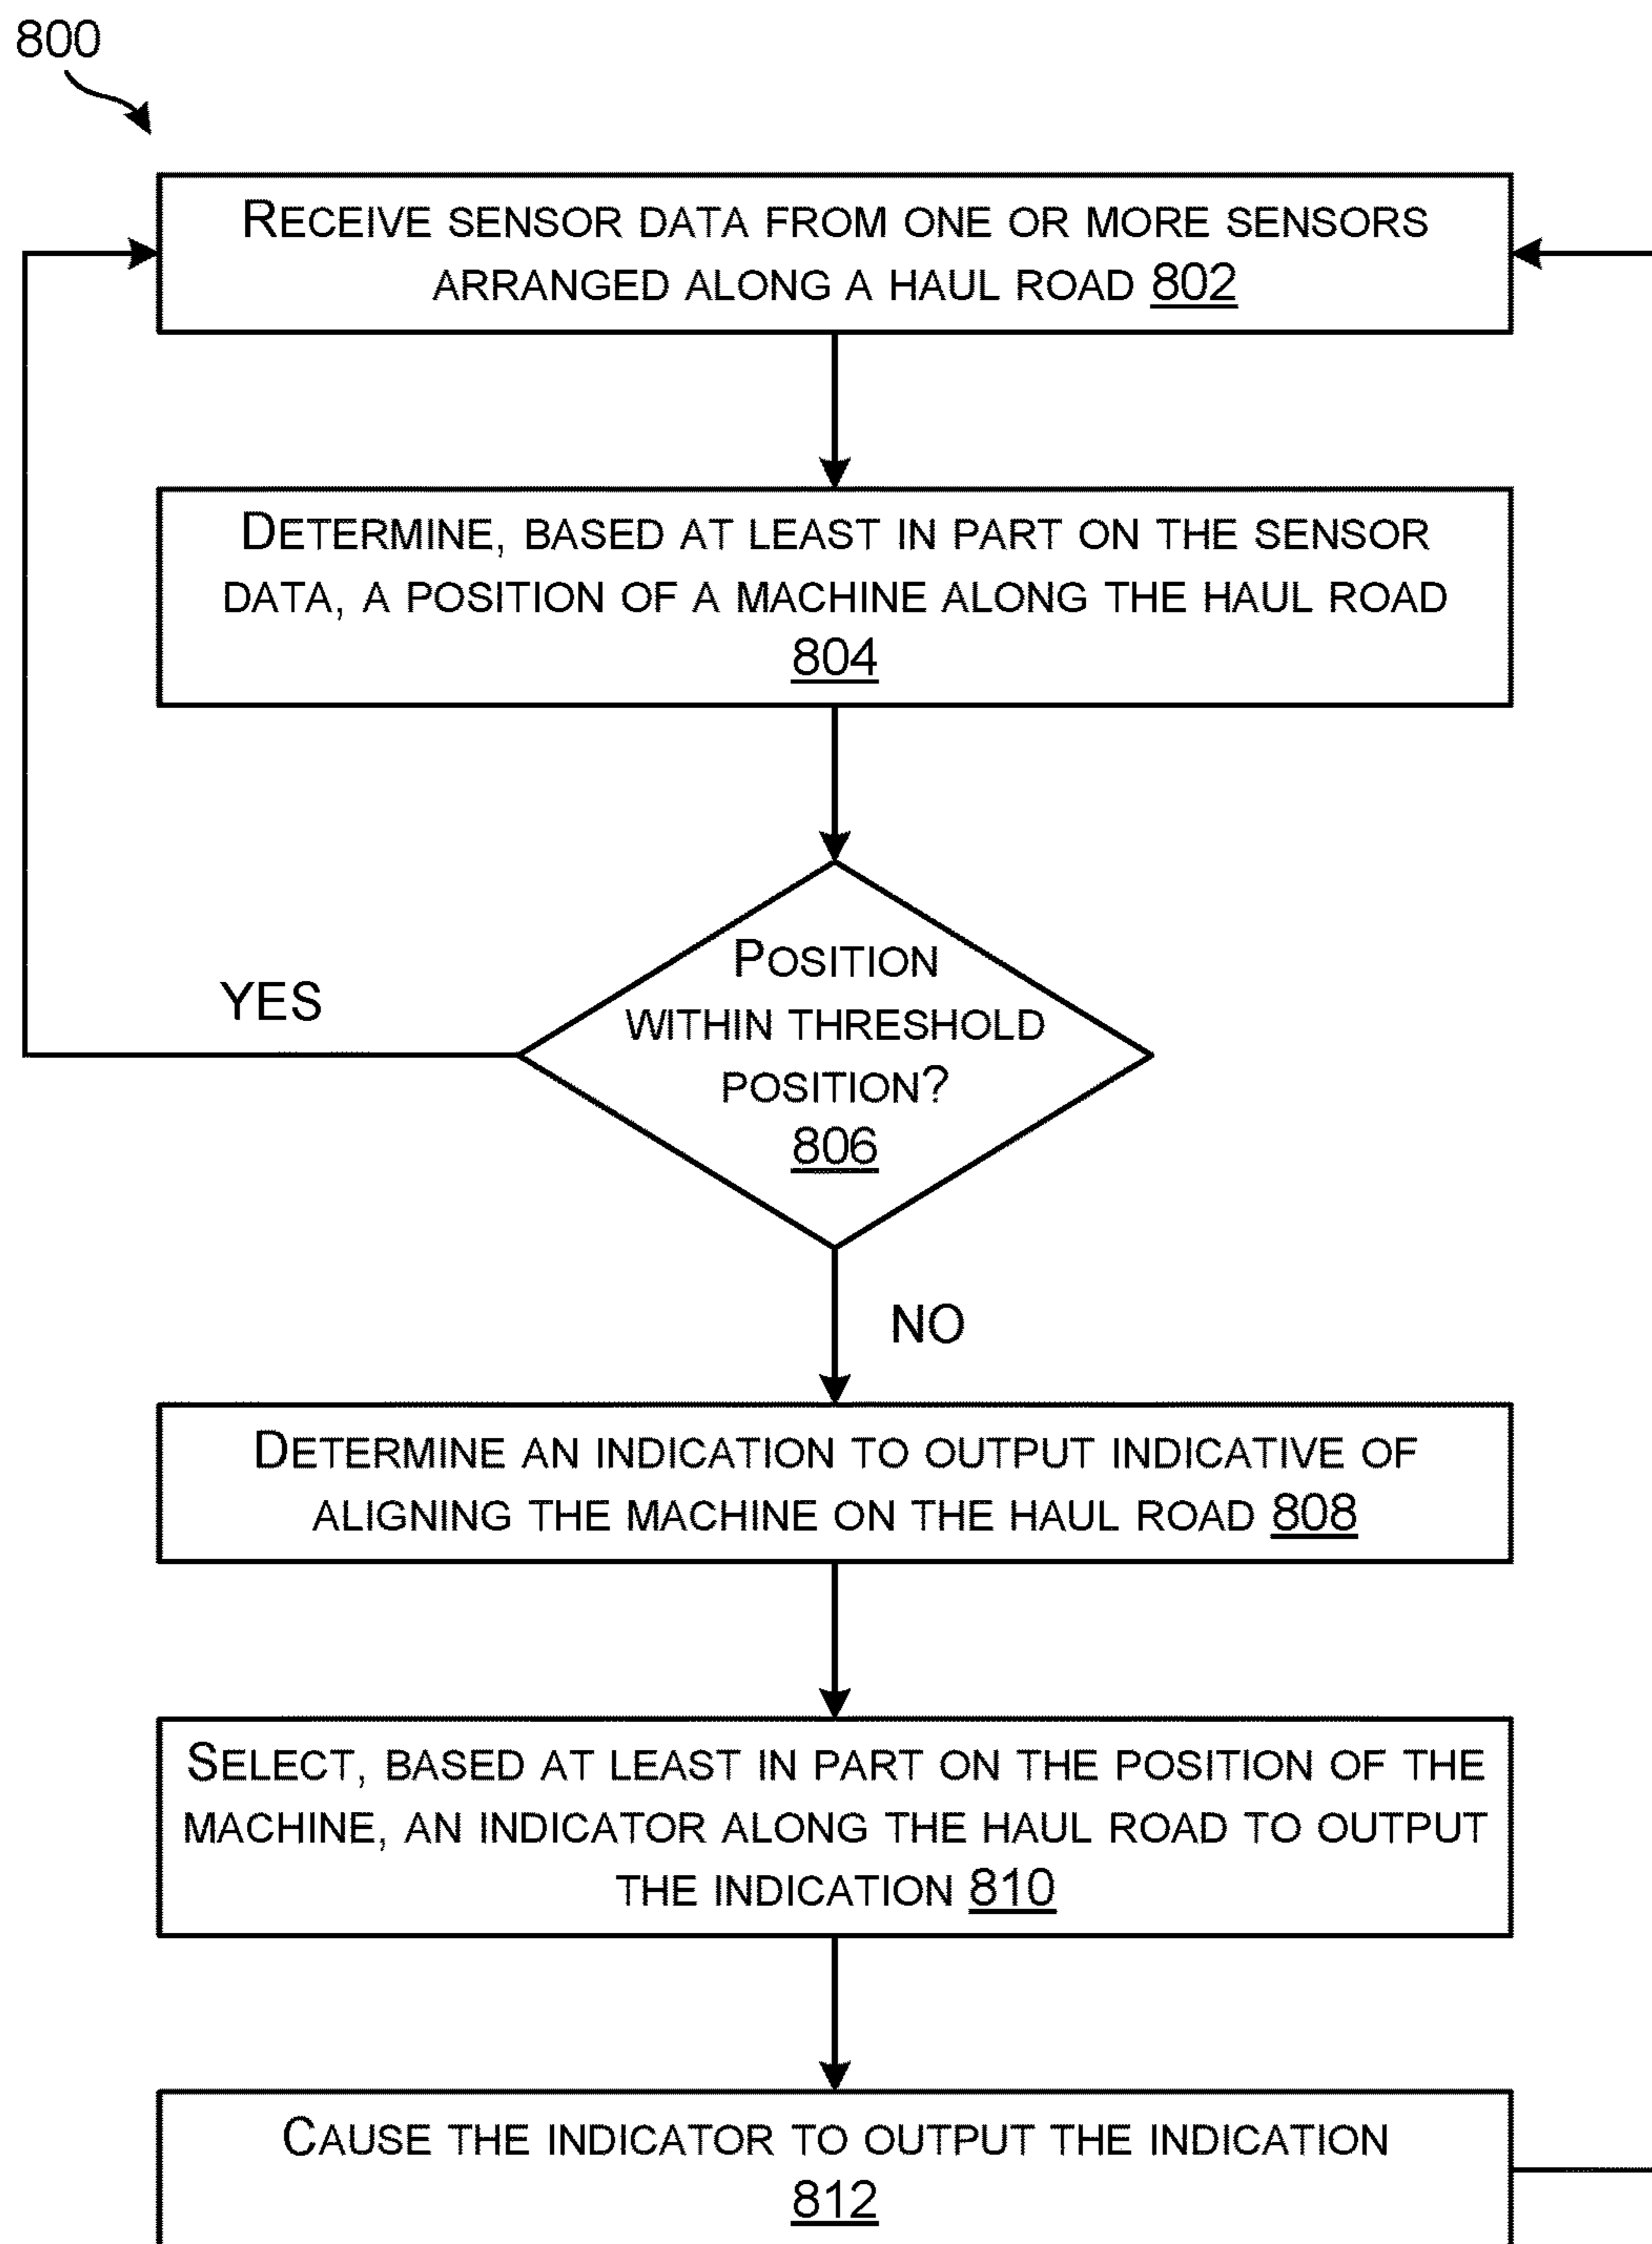 800
RECEIVE SENSOR DATA FROM ONE OR MORE SENSORS
ARRANGED ALONG A HAUL ROAD 802
DETERMINE, BASED AT LEAST IN PART ON THE SENSOR
DATA, A POSITION OF A MACHINE ALONG THE HAUL ROAD
804
POSITION
WITHIN THRESHOLD
POSITION?
806
YES
NO
DETERMINE AN INDICATION TO OUTPUT INDICATIVE OF
ALIGNING THE MACHINE ON THE HAUL ROAD 808
SELECT, BASED AT LEAST IN PART ON THE POSITION OF THE
MACHINE, AN INDICATOR ALONG THE HAUL ROAD TO OUTPUT
THE INDICATION 810
CAUSE THE INDICATOR TO OUTPUT THE INDICATION
812